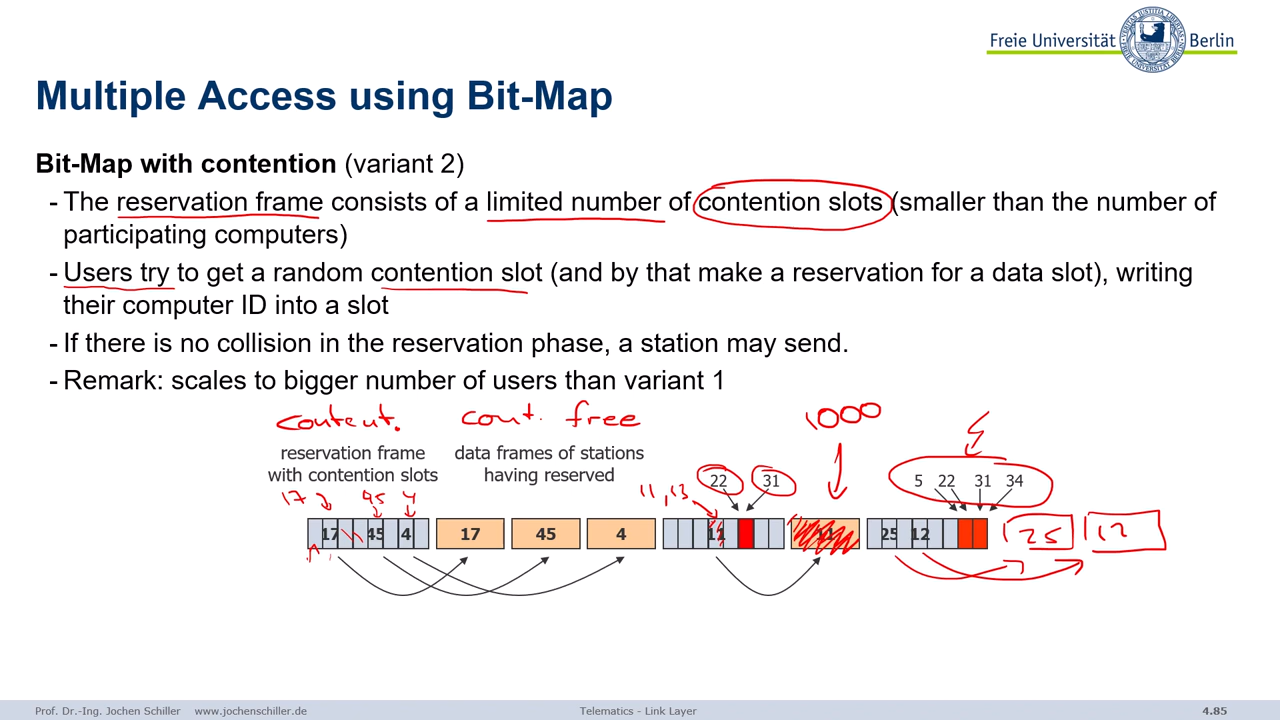 Freie Universität Berlin
Multiple Access using Bit-Map
Bit-Map with contention (variant 2)
- The reservation frame consists of a limited number of contention slots (smaller than the number of
participating computers)
- Users try to get a random contention slot (and by that make a reservation for a data slot), writing
their computer ID into a slot
- If there is no collision in the reservation phase, a station may send.
- Remark: scales to bigger number of users than variant 1
content. cont. free 1000
reservation frame data frames of stations
with contention slots having reserved
22 31 5 22 31 34
17 45 4 11, 13
17 45 4 17 45 4 11 25 12 25 12
Prof. Dr.-Ing. Jochen Schiller www.jochenschiller.de Telematics - Link Layer 4.85